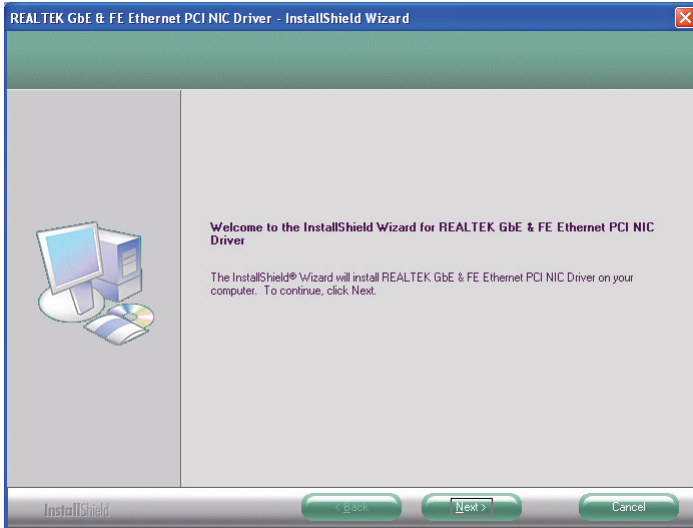 REALTEK GbE & FE Ethernet PCI NIC Driver - InstallShield Wizard
Welcome to the InstallShield Wizard for REALTEK GbE & FE Ethernet PCI NIC
Driver
The InstallShield® Wizard will install REALTEK GbE & FE Ethernet PCI NIC Driver on your
computer. To continue, click Next.
InstallShield
< Back
Next >
Cancel